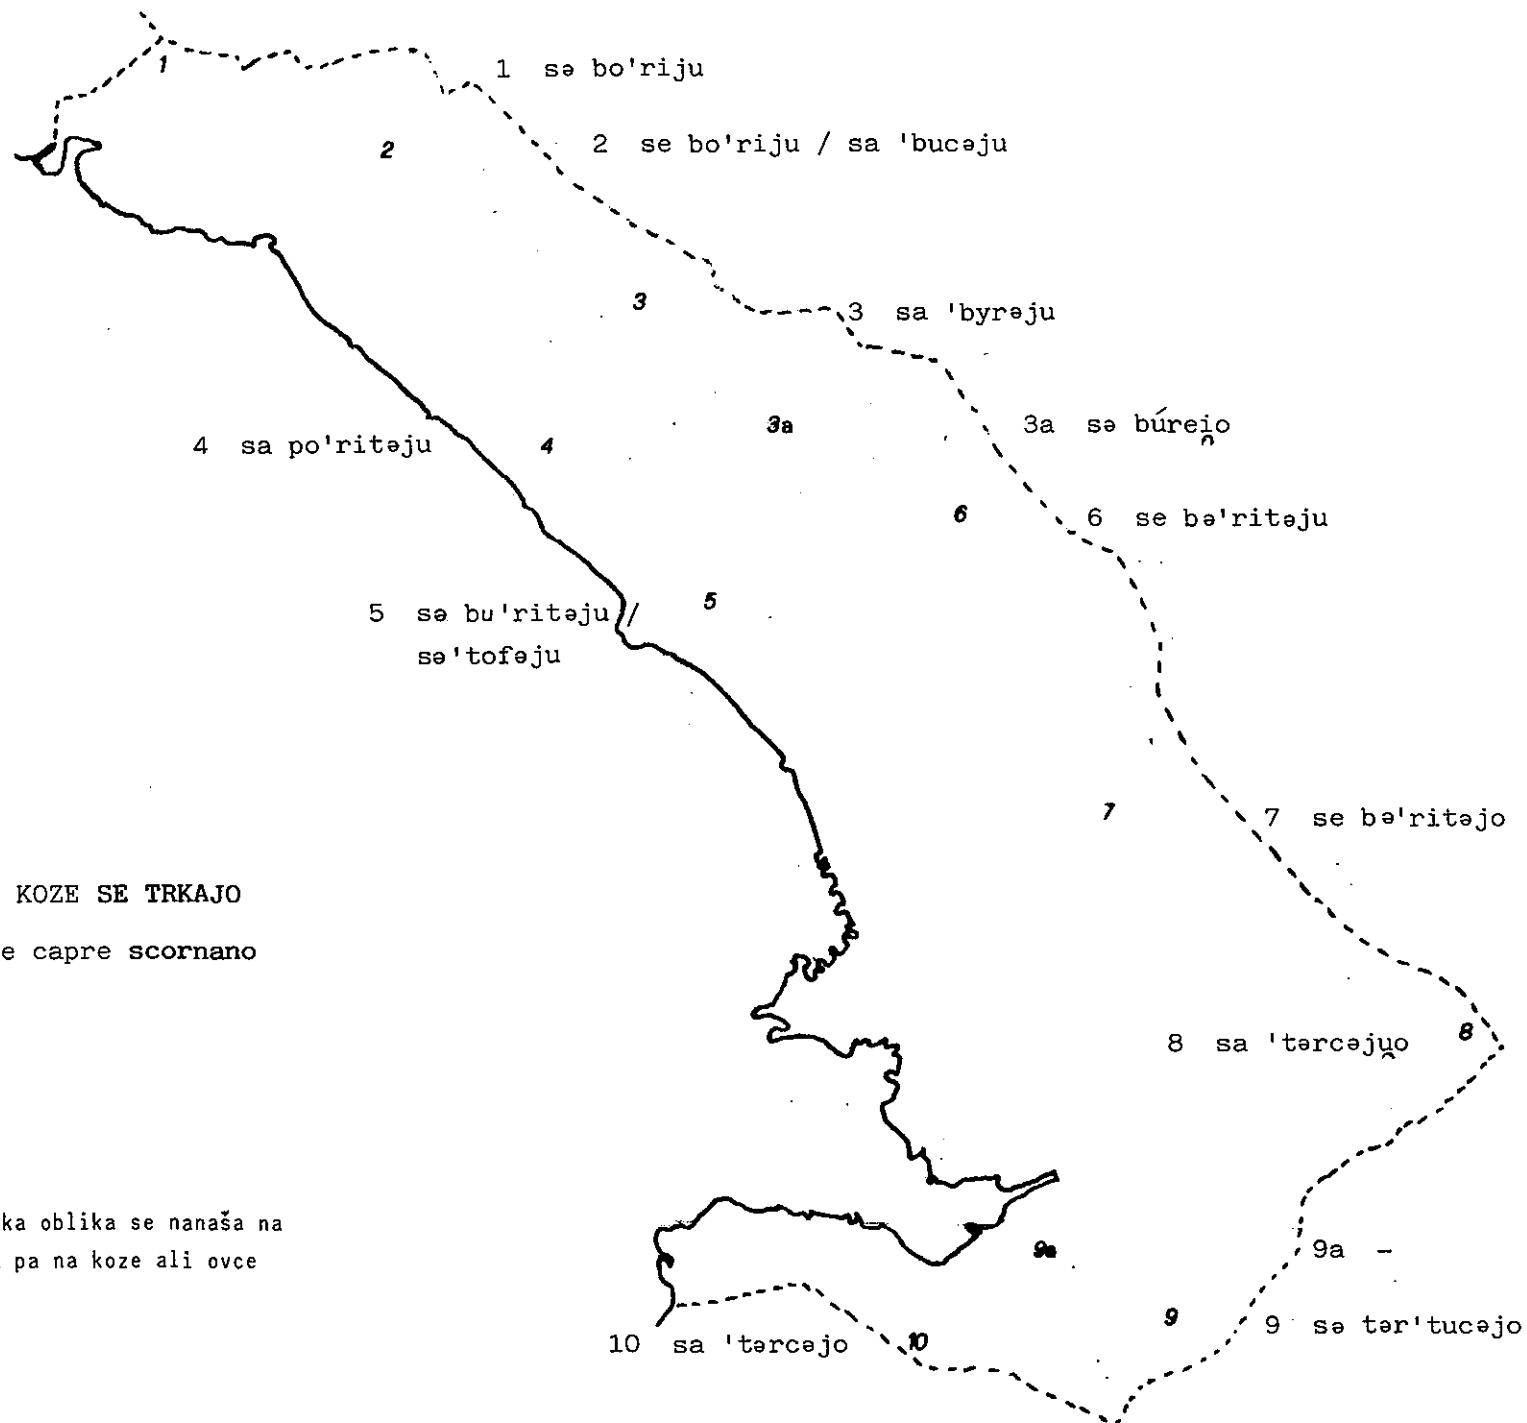 1
1 sə bo'riju
2
2 se bo'riju / sa 'bucəju
3
3 sa 'byrəju
3a
3a sə búrei̯o
4 sa po'ritəju
4
6
6 se bə'ritəju
5 sə bu'ritəju /
sə'tofəju
5
7
7 se bə'ritəjo
KOZE SE TRKAJO
e capre scornano
8 sa 'tərcəju̯o
8
ka oblika se nanaša na
pa na koze ali ovce
9a
9a –
9
9 sə tər'tucəjo
10 sa 'tərcəjo
10